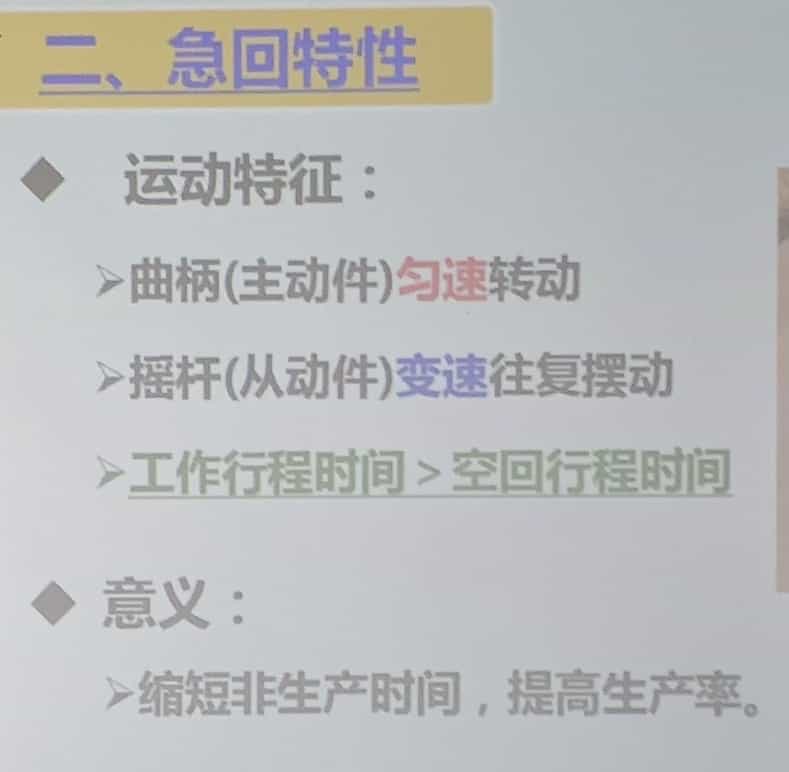 二、急回特性
◆ 运动特征：
➢曲柄(主动件)匀速转动
➢摇杆(从动件)变速往复摆动
➢工作行程时间＞空回行程时间
◆ 意义：
➢缩短非生产时间，提高生产率。